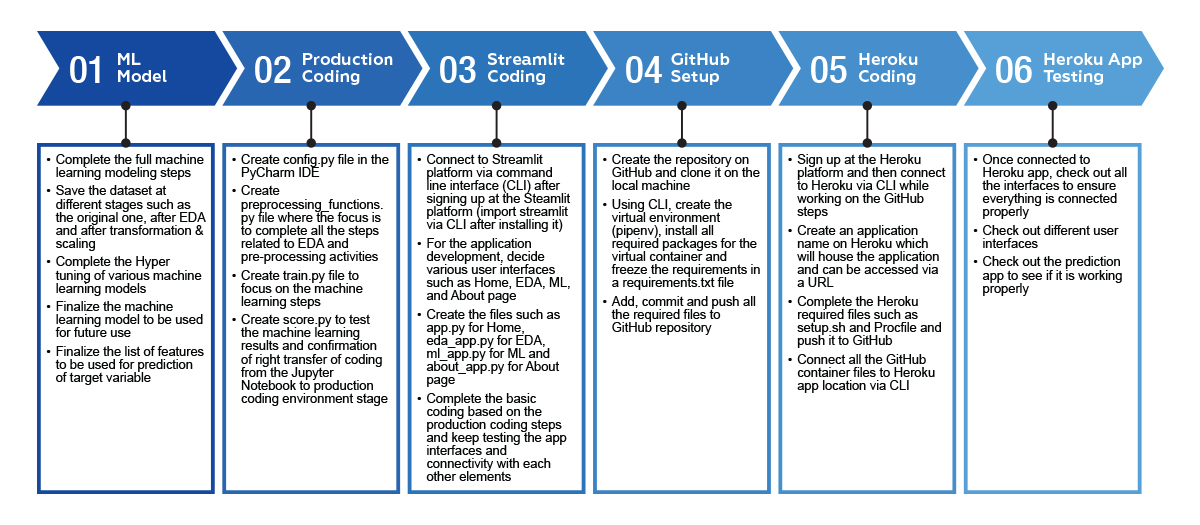 01 ML
Model
02 Production
Coding
03 Streamlit
Coding
04 GitHub
Setup
05 Heroku
Coding
06 Heroku App
Testing
• Complete the full machine
learning modeling steps
• Save the dataset at
different stages such as
the original one, after EDA
and after transformation &
scaling
• Complete the Hyper
tuning of various machine
learning models
• Finalize the machine
learning model to be used
for future use
• Finalize the list of features
to be used for prediction
of target variable
• Create config.py file in the
PyCharm IDE
• Create
preprocessing_functions.
py file where the focus is
to complete all the steps
related to EDA and
pre-processing activities
• Create train.py file to
focus on the machine
learning steps
• Create score.py to test
the machine learning
results and confirmation
of right transfer of coding
from the Jupyter
Notebook to production
coding environment stage
• Connect to Streamlit
platform via command
line interface (CLI) after
signing up at the Steamlit
platform (import streamlit
via CLI after installing it)
• For the application
development, decide
various user interfaces
such as Home, EDA, ML,
and About page
• Create the files such as
app.py for Home,
eda_app.py for EDA,
ml_app.py for ML and
about_app.py for About
page
• Complete the basic
coding based on the
production coding steps
and keep testing the app
interfaces and
connectivity with each
other elements
• Create the repository on
GitHub and clone it on the
local machine
• Using CLI, create the
virtual environment
(pipenv), install all
required packages for the
virtual container and
freeze the requirements in
a requirements.txt file
• Add, commit and push all
the required files to
GitHub repository
• Sign up at the Heroku
platform and then connect
to Heroku via CLI while
working on the GitHub
steps
• Create an application
name on Heroku which
will house the application
and can be accessed via
a URL
• Complete the Heroku
required files such as
setup.sh and Procfile and
push it to GitHub
• Connect all the GitHub
container files to Heroku
app location via CLI
• Once connected to
Heroku app, check out all
the interfaces to ensure
everything is connected
properly
• Check out different user
interfaces
• Check out the prediction
app to see if it is working
properly